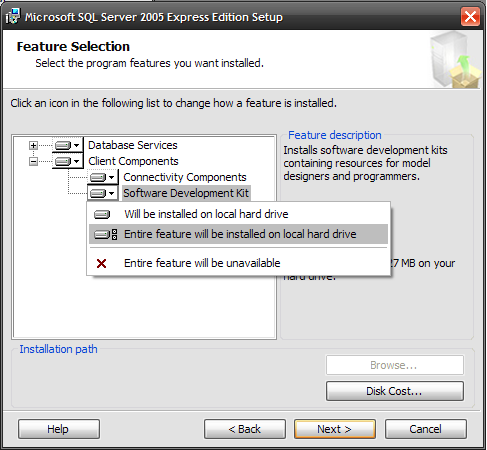 Microsoft SQL Server 2005 Express Edition Setup
Feature Selection
Select the program features you want installed.
Click an icon in the following list to change how a feature is installed.
Database Services
Client Components
Connectivity Components
Software Development Kit
Will be installed on local hard drive
Entire feature will be installed on local hard drive
Entire feature will be unavailable
Feature description
Installs software development kits
containing resources for model
designers and programmers.
27 MB on your
hard drive.
Installation path
Browse...
Disk Cost...
Help
< Back
Next >
Cancel